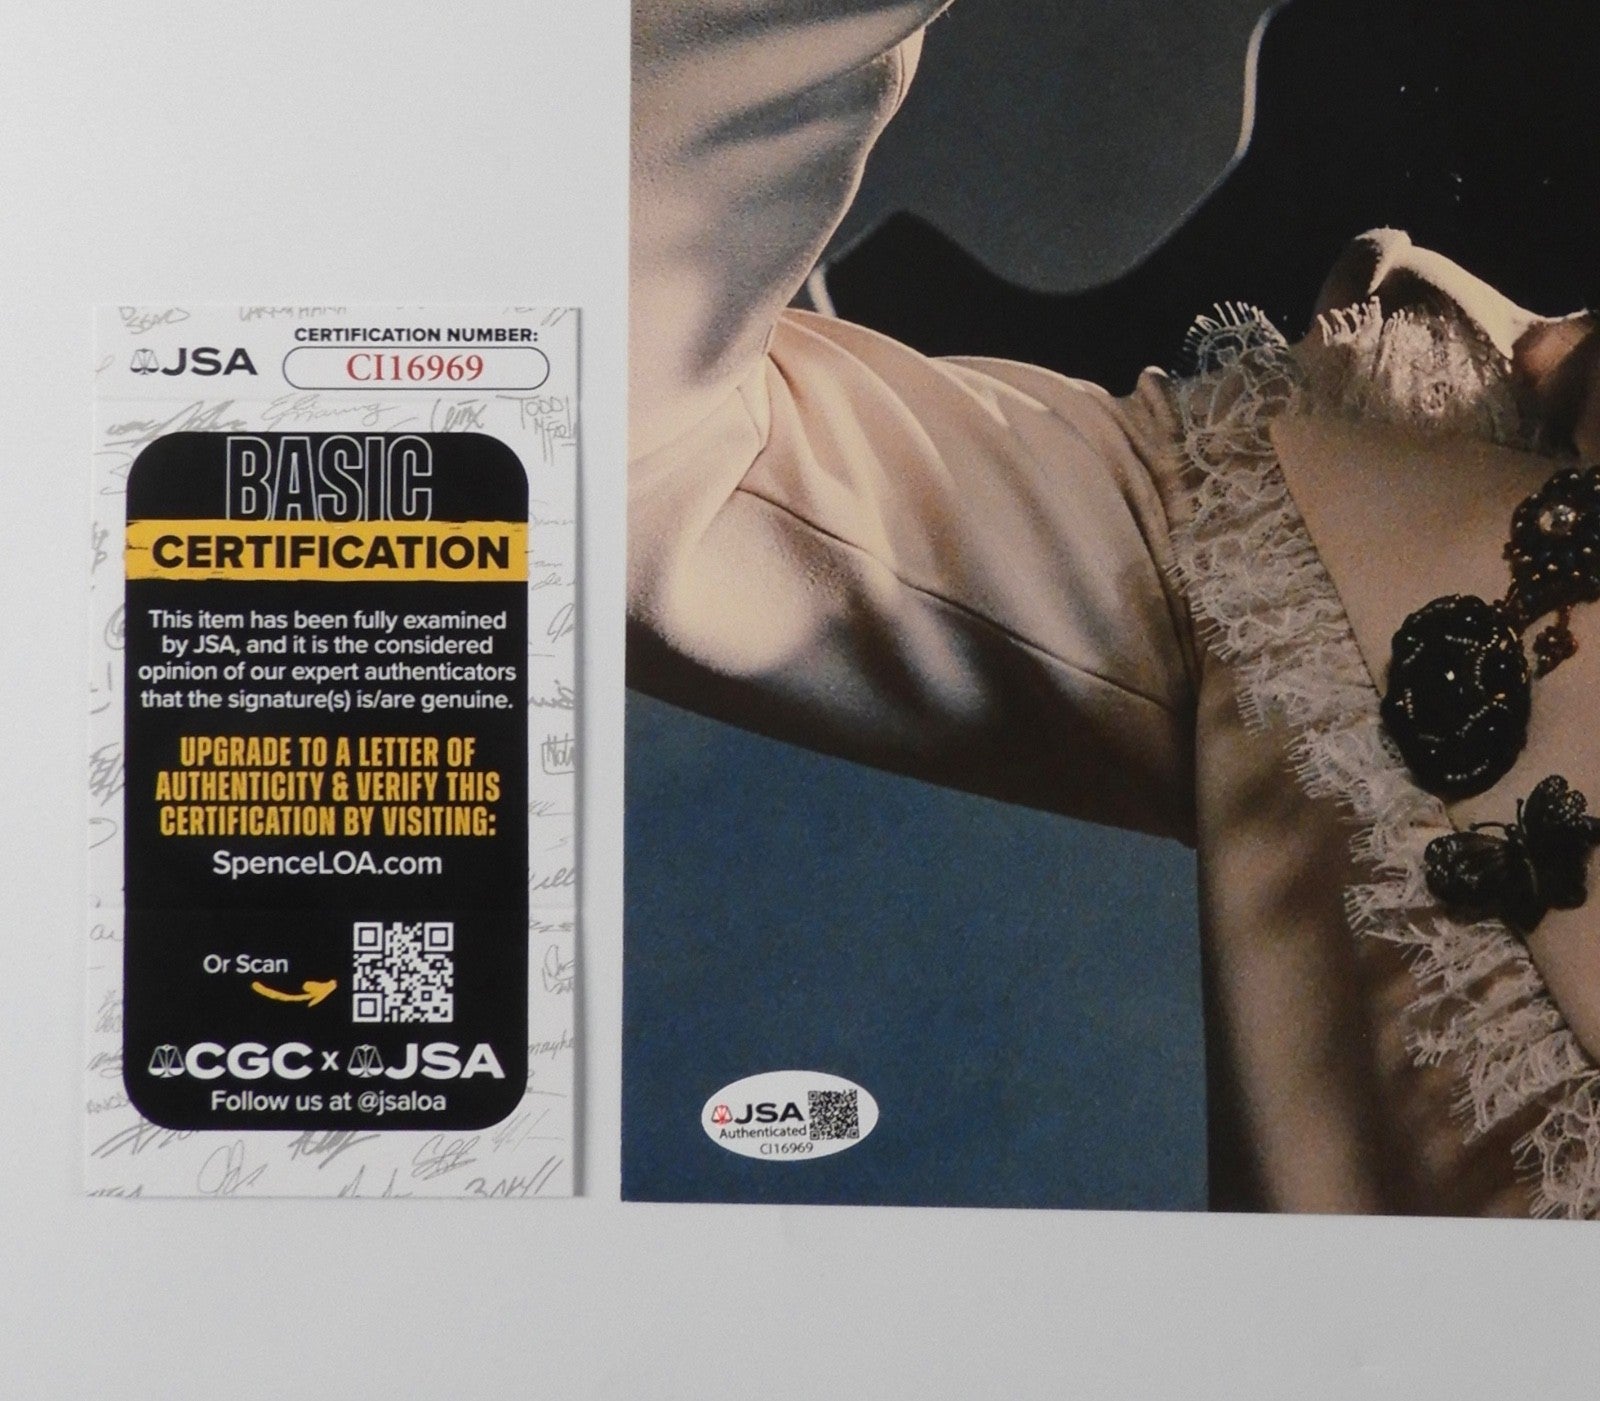 JSA
CERTIFICATION NUMBER:
CI16969
BASIC
CERTIFICATION
This item has been fully examined
by JSA, and it is the considered
opinion of our expert authenticators
that the signature(s) is/are genuine.
UPGRADE TO A LETTER OF
AUTHENTICITY & VERIFY THIS
CERTIFICATION BY VISITING:
SpenceLOA.com
Or Scan
CGC x JSA
Follow us at @jsaloa
JSA
Authenticated
CI16969